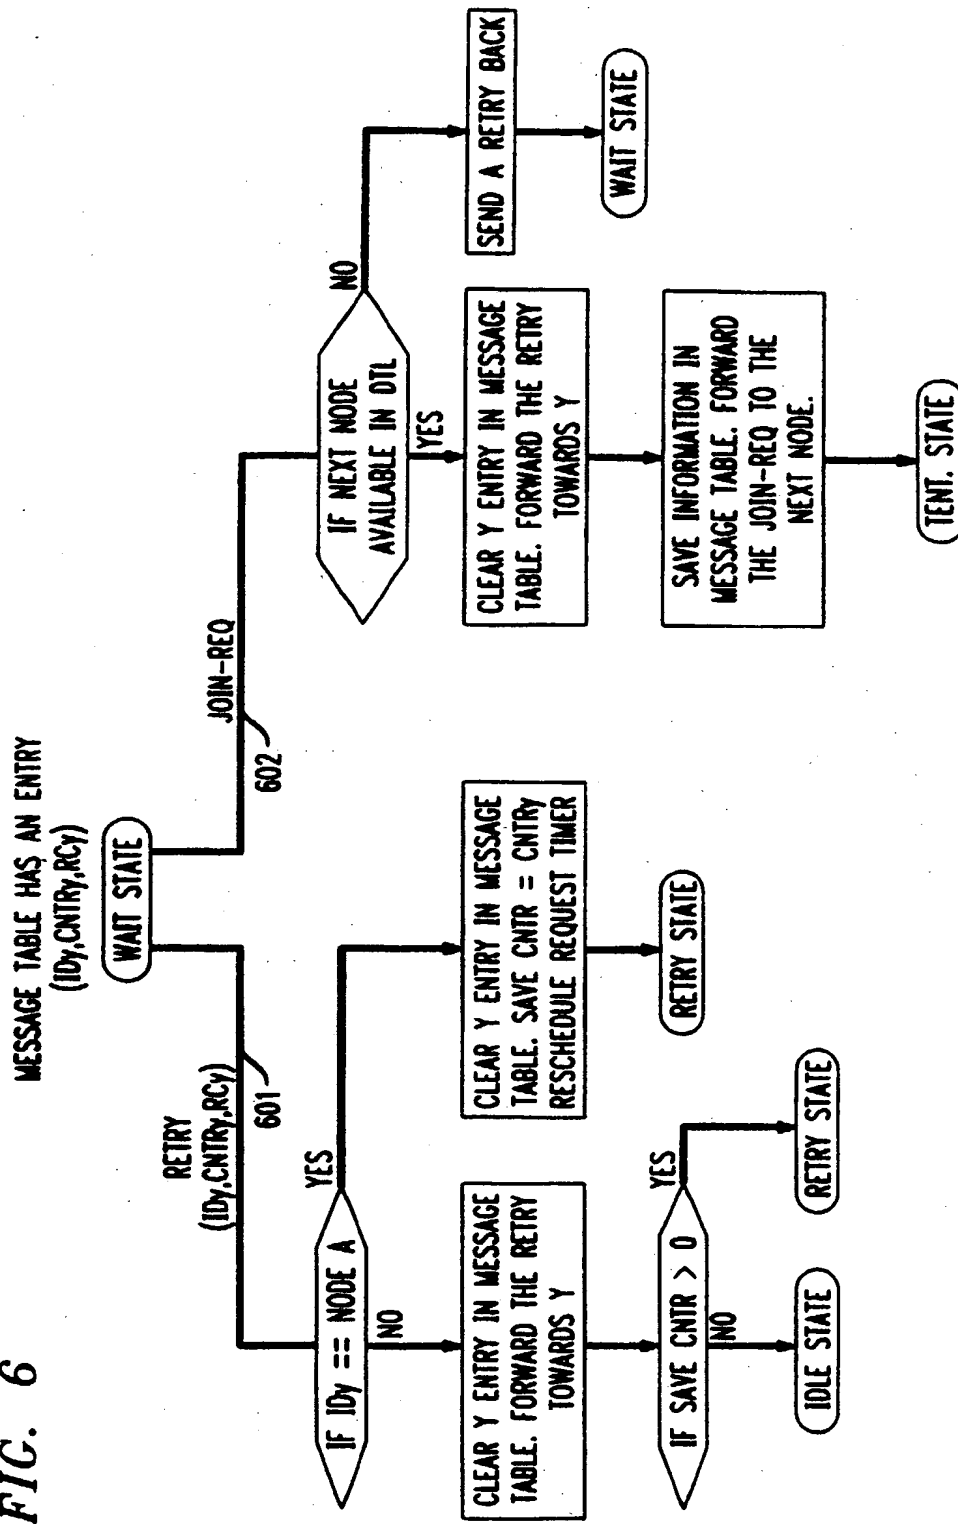 FIG. 6
MESSAGE TABLE HAS AN ENTRY
(IDy,CNTRy,RCy)
WAIT STATE
RETRY
(IDy,CNTRy,RCy)
601
JOIN-REQ
602
IF IDy == NODE A
YES
NO
CLEAR Y ENTRY IN MESSAGE
TABLE. FORWARD THE RETRY
TOWARDS Y
IF SAVE CNTR > 0
YES
NO
IDLE STATE
RETRY STATE
CLEAR Y ENTRY IN MESSAGE
TABLE. SAVE CNTR = CNTRy
RESCHEDULE REQUEST TIMER
RETRY STATE
IF NEXT NODE
AVAILABLE IN DTL
NO
YES
CLEAR Y ENTRY IN MESSAGE
TABLE. FORWARD THE RETRY
TOWARDS Y
SAVE INFORMATION IN
MESSAGE TABLE. FORWARD
THE JOIN-REQ TO THE
NEXT NODE.
TENT. STATE
SEND A RETRY BACK
WAIT STATE